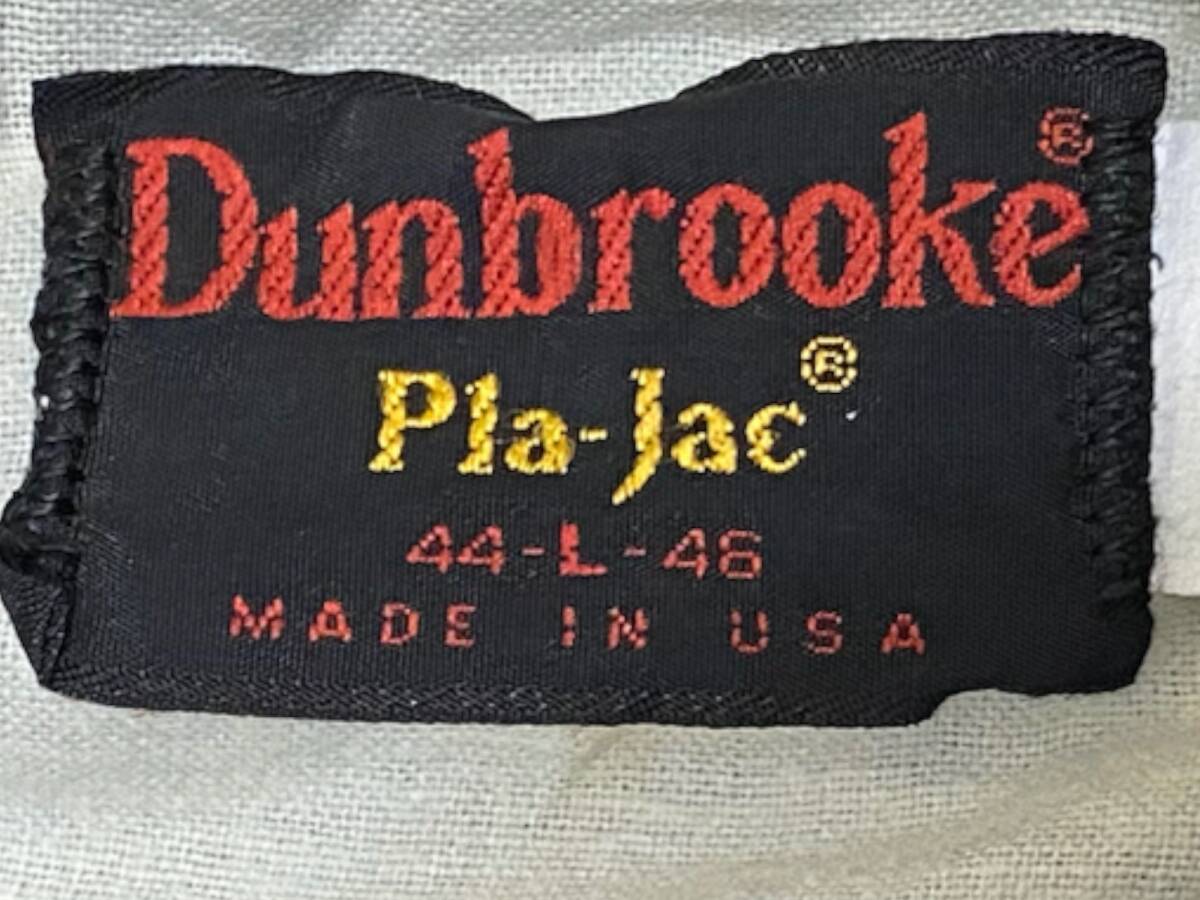 Dunbrooke®
Pla-Jac®
44-L-46
MADE IN USA